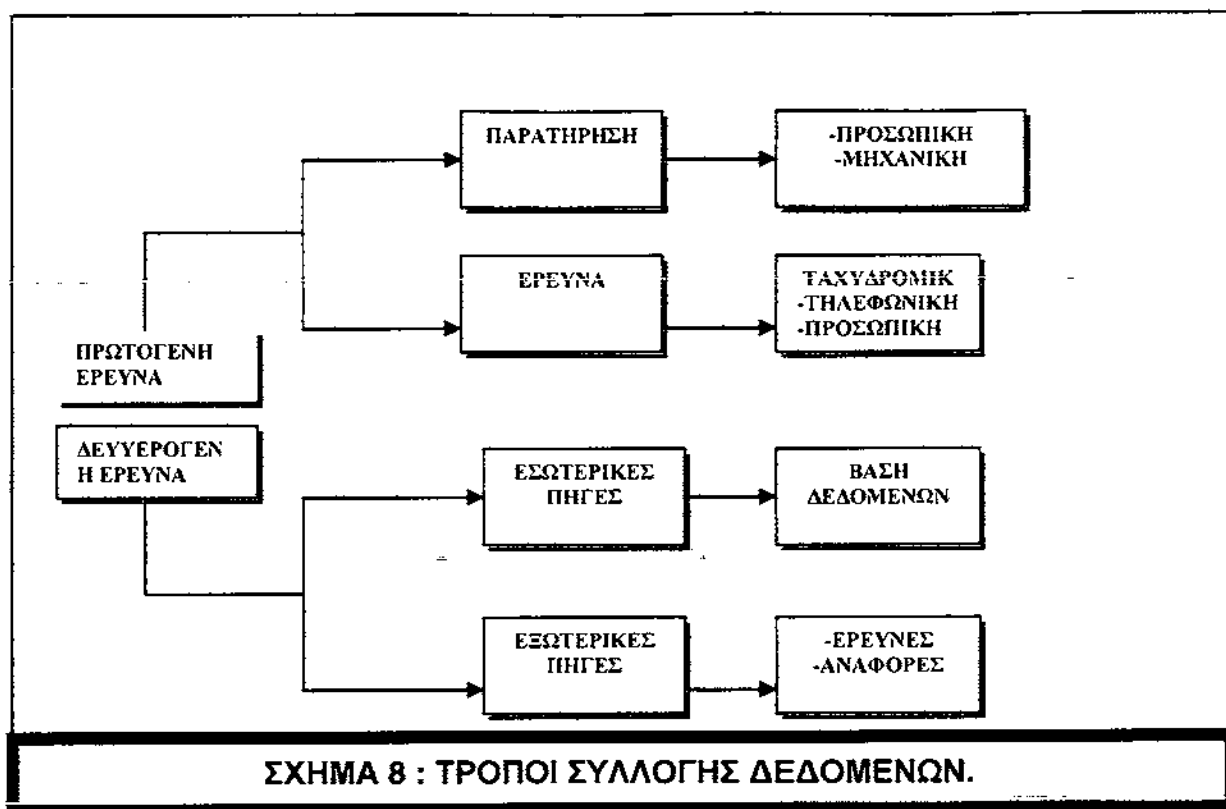 ΠΑΡΑΤΗΡΗΣΗ
-ΠΡΟΣΩΠΙΚΗ
-ΜΗΧΑΝΙΚΗ
ΕΡΕΥΝΑ
ΤΑΧΥΔΡΟΜΙΚ
-ΤΗΛΕΦΩΝΙΚΗ
-ΠΡΟΣΩΠΙΚΗ
ΠΡΩΤΟΓΕΝΗ
ΕΡΕΥΝΑ
ΔΕΥΥΕΡΟΓΕΝ
Η ΕΡΕΥΝΑ
ΕΣΩΤΕΡΙΚΕΣ
ΠΗΓΕΣ
ΒΑΣΗ
ΔΕΔΟΜΕΝΩΝ
ΕΞΩΤΕΡΙΚΕΣ
ΠΗΓΕΣ
-ΕΡΕΥΝΕΣ
-ΑΝΑΦΟΡΕΣ
ΣΧΗΜΑ 8 : ΤΡΟΠΟΙ ΣΥΛΛΟΓΗΣ ΔΕΔΟΜΕΝΩΝ.